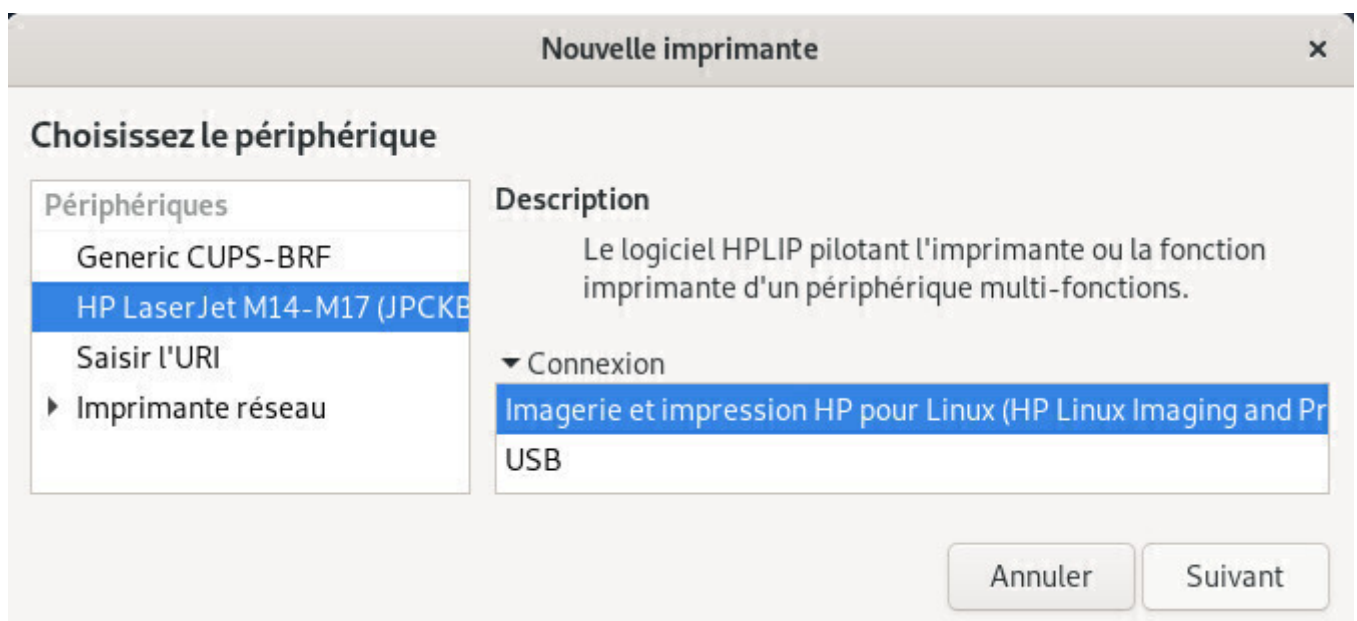 Nouvelle imprimante
Choisissez le périphérique
Périphériques
Generic CUPS-BRF
HP LaserJet M14-M17 (JPCKB
Saisir l'URI
Imprimante réseau
Description
Le logiciel HPLIP pilotant l'imprimante ou la fonction
imprimante d'un périphérique multi-fonctions.
Connexion
Imagerie et impression HP pour Linux (HP Linux Imaging and Pr
USB
Annuler
Suivant